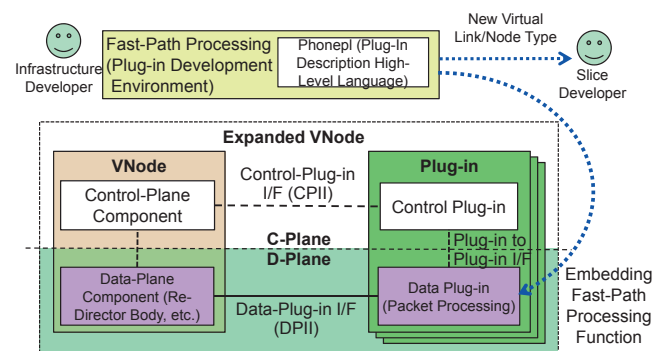 New Virtual
Link/Node Type
Infrastructure
Developer
Fast-Path Processing
(Plug-in Development
Environment)
Phonepl (Plug-In
Description High-
Level Language)
Slice
Developer
Expanded VNode
VNode
Control-Plane
Component
Control-Plug-in
I/F (CPII)
Plug-in
Control Plug-in
C-Plane
D-Plane
Plug-in to
Plug-in I/F
Data-Plane
Component (Re-
Director Body, etc.)
Data-Plug-in I/F
(DPII)
Data Plug-in
(Packet Processing)
Embedding
Fast-Path
Processing
Function